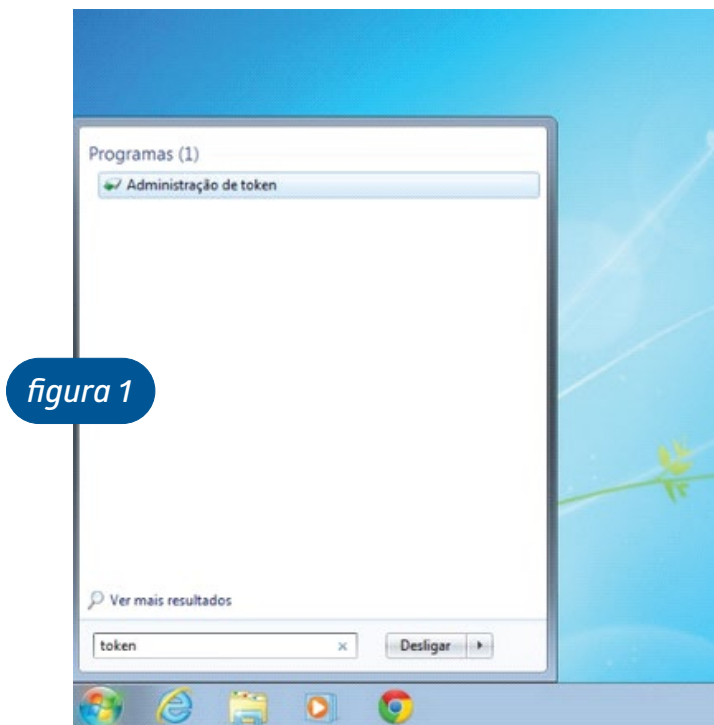 Programas (1)
Administração de token
figura 1
Ver mais resultados
token
Desligar